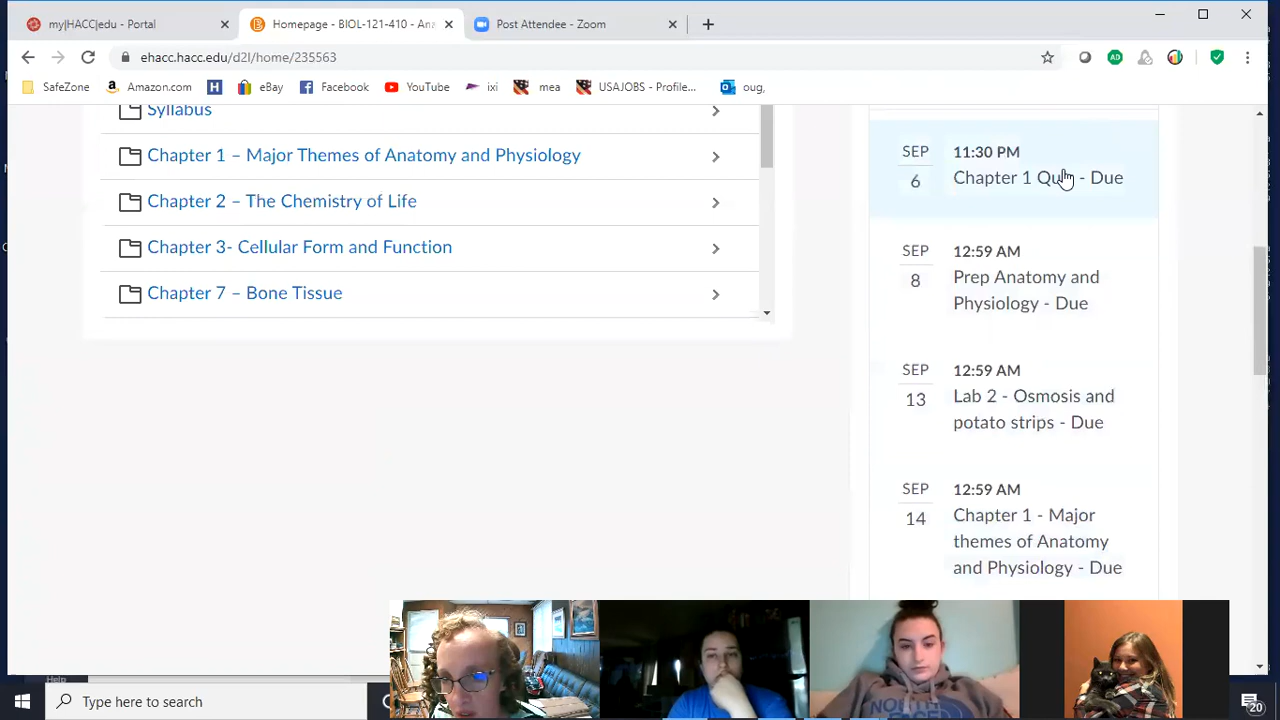 my|HACC|edu - Portal
Homepage - BIOL-121-410 - Ana
Post Attendee - Zoom
ehacc.hacc.edu/d2l/home/235563
SafeZone
Amazon.com
eBay
Facebook
YouTube
ixi
mea
USAJOBS - Profile...
oug,
Syllabus
Chapter 1 – Major Themes of Anatomy and Physiology
Chapter 2 – The Chemistry of Life
Chapter 3- Cellular Form and Function
Chapter 7 – Bone Tissue
SEP
6
11:30 PM
Chapter 1 Quiz - Due
SEP
8
12:59 AM
Prep Anatomy and
Physiology - Due
SEP
13
12:59 AM
Lab 2 - Osmosis and
potato strips - Due
SEP
14
12:59 AM
Chapter 1 - Major
themes of Anatomy
and Physiology - Due
Help
Type here to search
NORTH
20